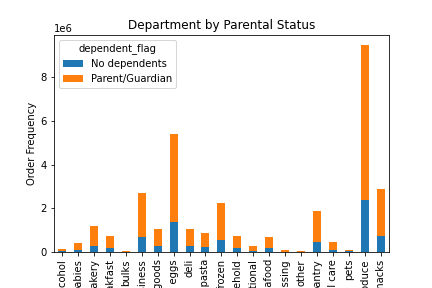 Department by Parental Status
1e6
dependent_flag
No dependents
Parent/Guardian
Order Frequency
8
6
4
2
0
cohol
abies
akery
akfast
bulks
iness
goods
eggs
deli
pasta
rozen
ehold
tional
afood
ssing
other
antry
l care
pets
oduce
nacks